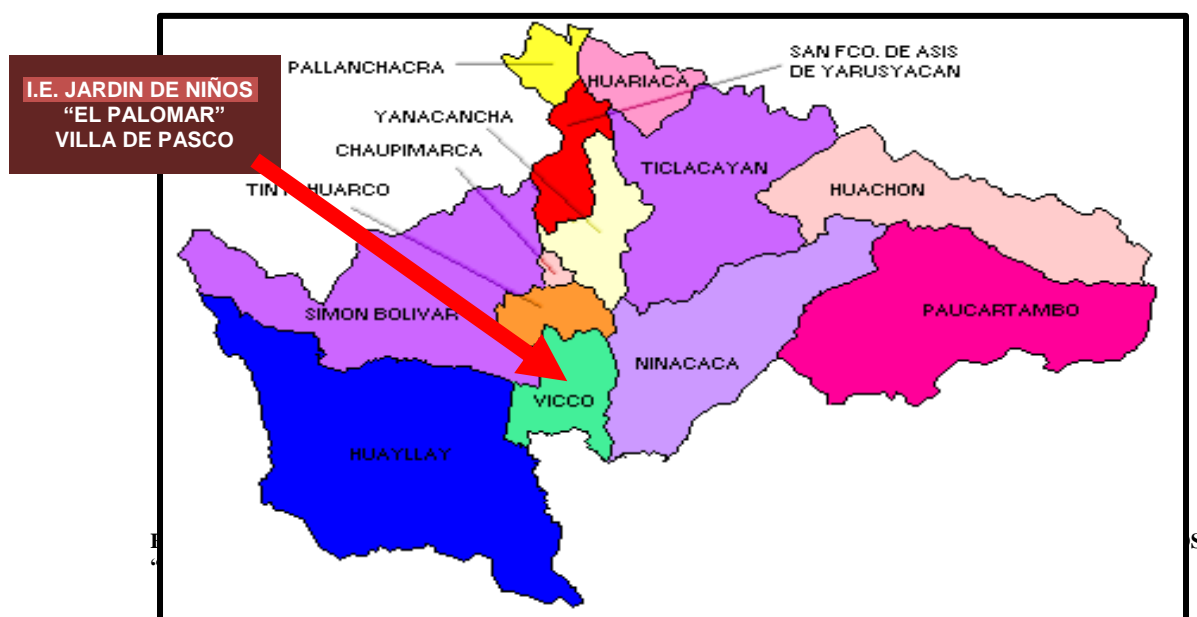 PALLANCHACRA
HUARIACA
SAN FCO. DE ASIS
DE YARUSYACAN
I.E. JARDIN DE NIÑOS
“EL PALOMAR”
VILLA DE PASCO
YANACANCHA
CHAUPIMARCA
TICLACAYAN
HUACHON
SIMON BOLIVAR
PAUCARTAMBO
NINACACA
VICCO
HUAYLLAY